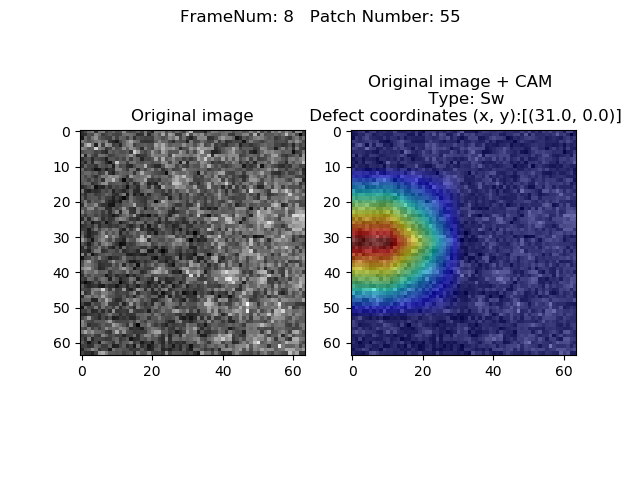 FrameNum: 8   Patch Number: 55
Original image
0
10
20
30
40
50
60
0 20 40 60
Original image + CAM
Type: Sw
Defect coordinates (x, y):[(31.0, 0.0)]
0
10
20
30
40
50
60
0 20 40 60